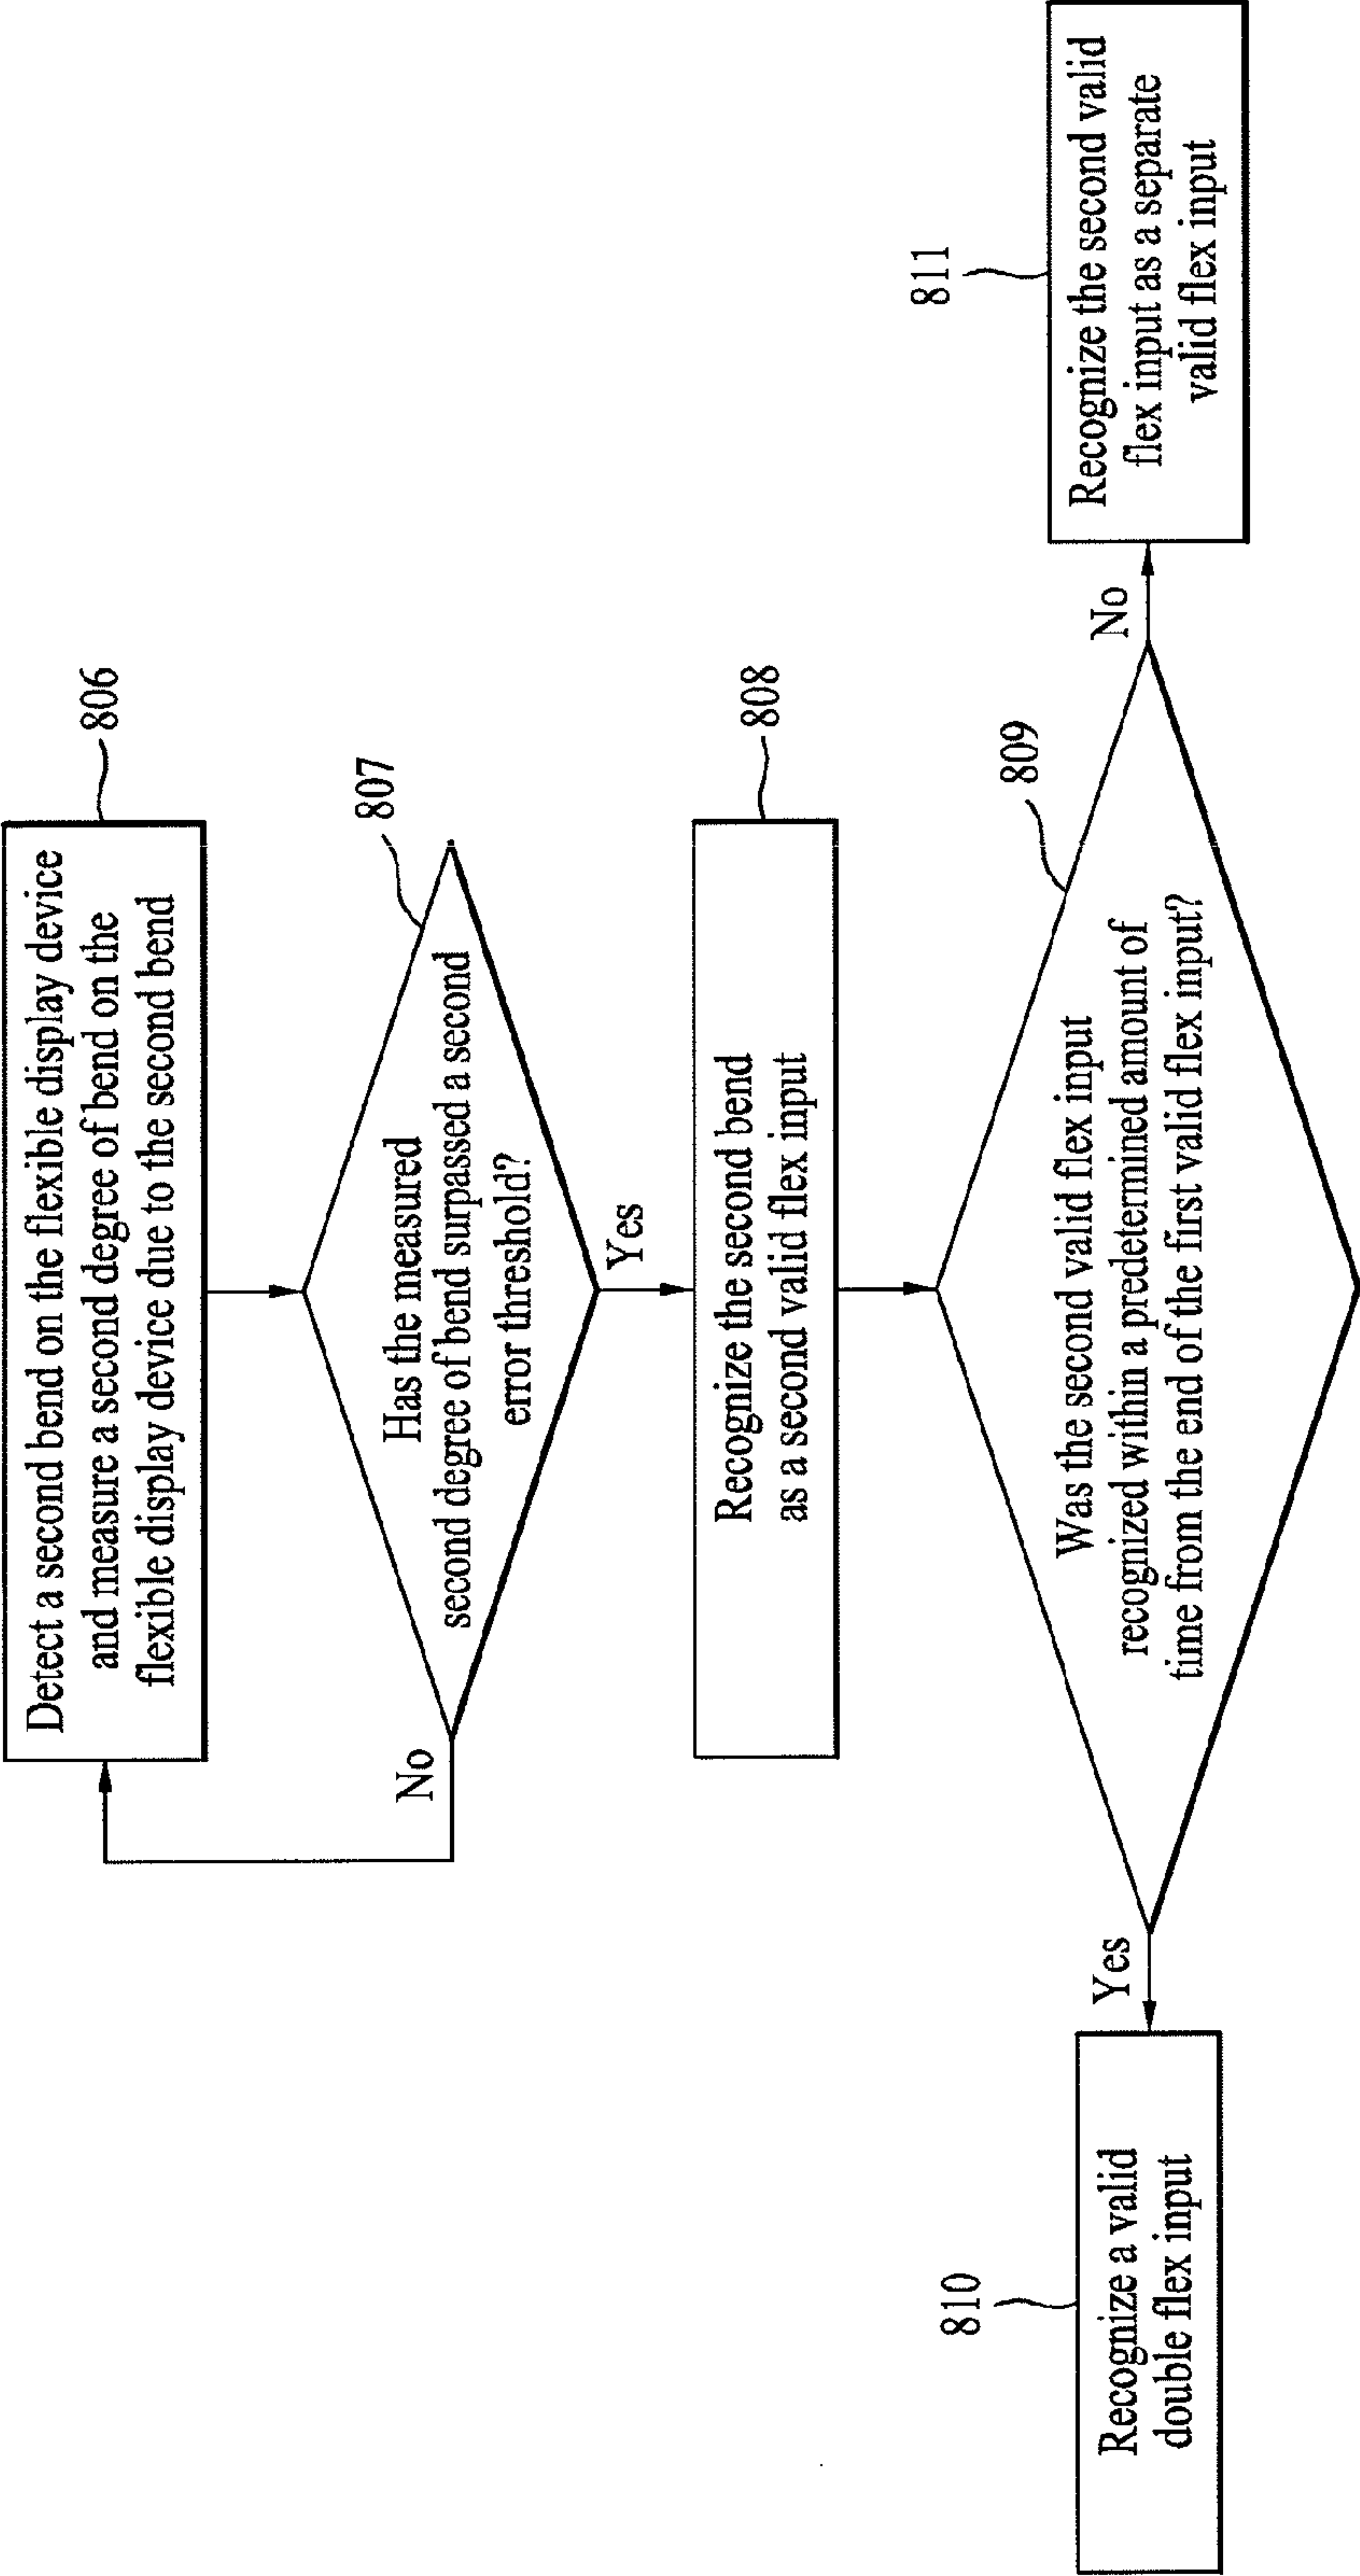 806
Detect a second bend on the flexible display device
and measure a second degree of bend on the
flexible display device due to the second bend
807
Has the measured
second degree of bend surpassed a second
error threshold?
No
Yes
808
Recognize the second bend
as a second valid flex input
809
Was the second valid flex input
recognized within a predetermined amount of
time from the end of the first valid flex input?
Yes
No
810
Recognize a valid
double flex input
811
Recognize the second valid
flex input as a separate
valid flex input